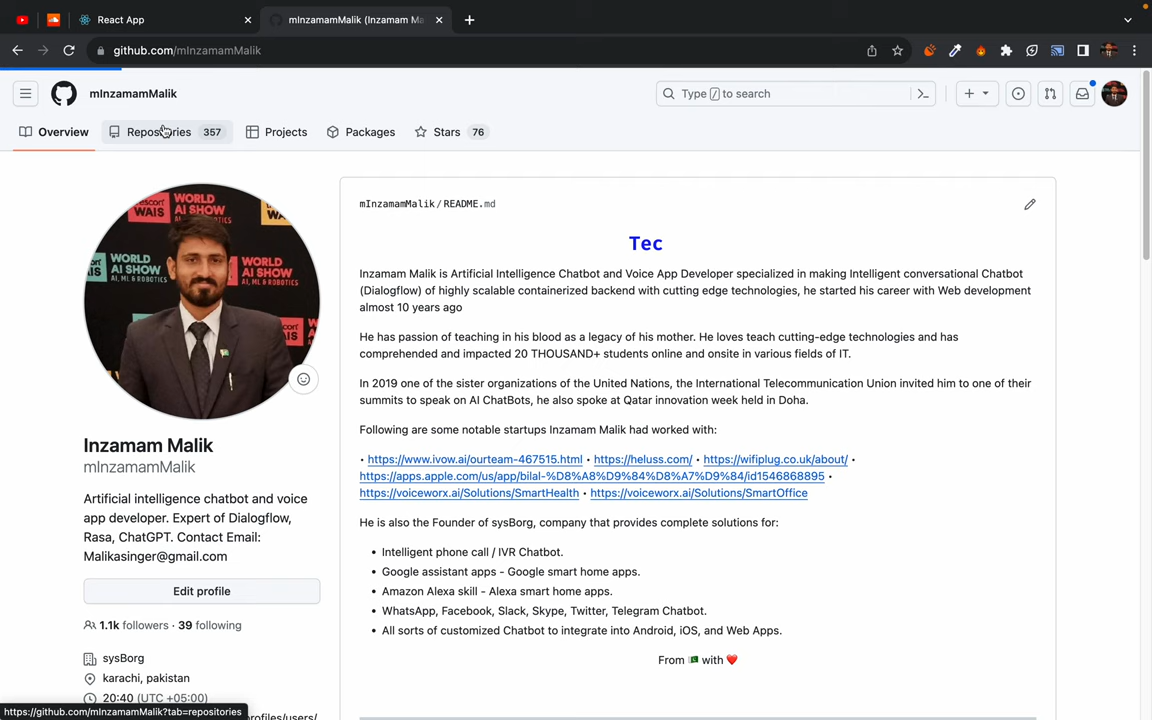 React App
mInzamamMalik (Inzamam Ma
github.com/mInzamamMalik
mInzamamMalik
Type / to search
Overview
Repositories 357
Projects
Packages
Stars 76
WORLD
AI SHOW
AI, ML & ROBOTICS
mInzamamMalik/README.md
Tec
Inzamam Malik is Artificial Intelligence Chatbot and Voice App Developer specialized in making Intelligent conversational Chatbot
(Dialogflow) of highly scalable containerized backend with cutting edge technologies, he started his career with Web development
almost 10 years ago
He has passion of teaching in his blood as a legacy of his mother. He loves teach cutting-edge technologies and has
comprehended and impacted 20 THOUSAND+ students online and onsite in various fields of IT.
In 2019 one of the sister organizations of the United Nations, the International Telecommunication Union invited him to one of their
summits to speak on AI ChatBots, he also spoke at Qatar innovation week held in Doha.
Following are some notable startups Inzamam Malik had worked with:
• https://www.ivow.ai/ourteam-467515.html • https://heluss.com/ • https://wifiplug.co.uk/about/ •
https://apps.apple.com/us/app/bilal-%D8%A8%D9%84%D8%A7%D9%84/id1546868895 •
https://voiceworx.ai/Solutions/SmartHealth • https://voiceworx.ai/Solutions/SmartOffice
He is also the Founder of sysBorg, company that provides complete solutions for:
• Intelligent phone call / IVR Chatbot.
• Google assistant apps - Google smart home apps.
• Amazon Alexa skill - Alexa smart home apps.
• WhatsApp, Facebook, Slack, Skype, Twitter, Telegram Chatbot.
• All sorts of customized Chatbot to integrate into Android, iOS, and Web Apps.
From 🇵🇰 with ❤️
Inzamam Malik
mInzamamMalik
Artificial intelligence chatbot and voice
app developer. Expert of Dialogflow,
Rasa, ChatGPT. Contact Email:
Malikasinger@gmail.com
Edit profile
1.1k followers · 39 following
sysBorg
karachi, pakistan
20:40 (UTC +05:00)
https://github.com/mInzamamMalik?tab=repositories
rofiles/users/